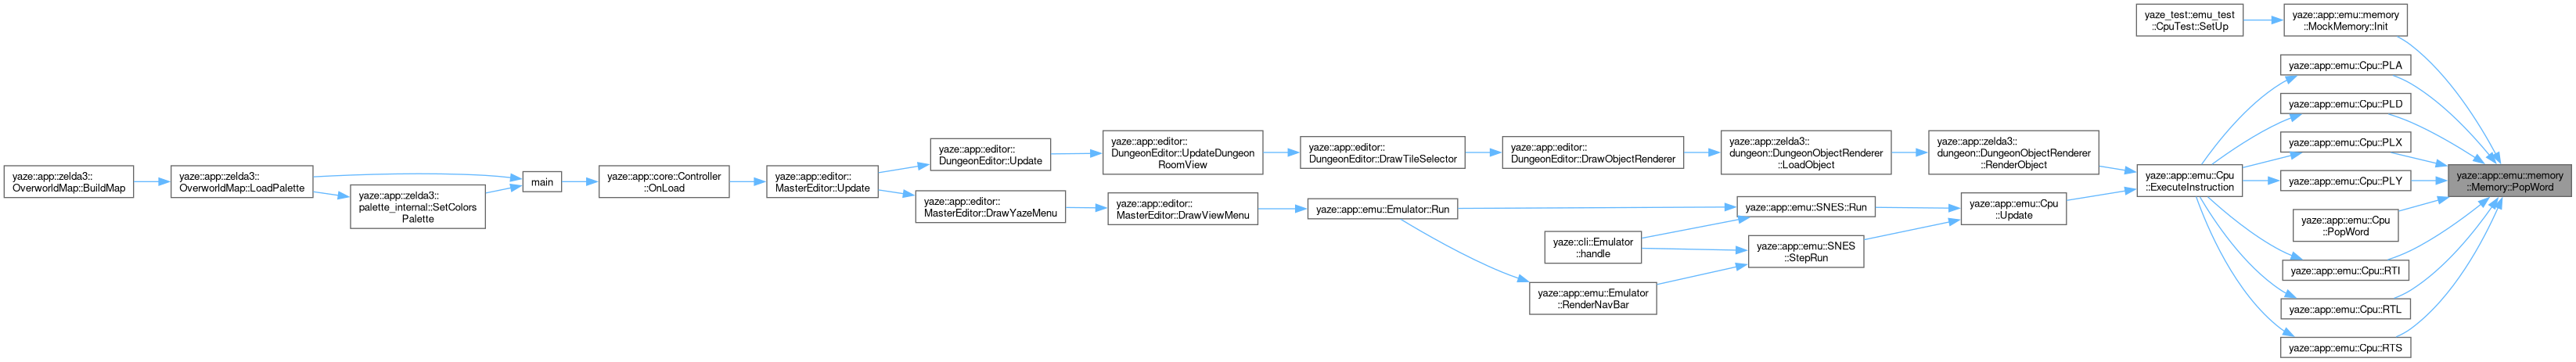 yaze::app::zelda3::
OverworldMap::BuildMap
yaze::app::zelda3::
OverworldMap::LoadPalette
yaze::app::zelda3::
palette_internal::SetColors
Palette
main
yaze::app::core::Controller
::OnLoad
yaze::app::editor::
MasterEditor::Update
yaze::app::editor::
DungeonEditor::Update
yaze::app::editor::
MasterEditor::DrawYazeMenu
yaze::app::editor::
DungeonEditor::UpdateDungeon
RoomView
yaze::app::editor::
MasterEditor::DrawViewMenu
yaze::app::editor::
DungeonEditor::DrawTileSelector
yaze::app::emu::Emulator::Run
yaze::app::editor::
DungeonEditor::DrawObjectRenderer
yaze::cli::Emulator
::handle
yaze::app::emu::Emulator
::RenderNavBar
yaze::app::zelda3::
dungeon::DungeonObjectRenderer
::LoadObject
yaze::app::emu::SNES::Run
yaze::app::emu::SNES
::StepRun
yaze::app::zelda3::
dungeon::DungeonObjectRenderer
::RenderObject
yaze::app::emu::Cpu
::Update
yaze_test::emu_test
::CpuTest::SetUp
yaze::app::emu::Cpu
::ExecuteInstruction
yaze::app::emu::memory
::MockMemory::Init
yaze::app::emu::Cpu::PLA
yaze::app::emu::Cpu::PLD
yaze::app::emu::Cpu::PLX
yaze::app::emu::Cpu::PLY
yaze::app::emu::Cpu
::PopWord
yaze::app::emu::Cpu::RTI
yaze::app::emu::Cpu::RTL
yaze::app::emu::Cpu::RTS
yaze::app::emu::memory
::Memory::PopWord